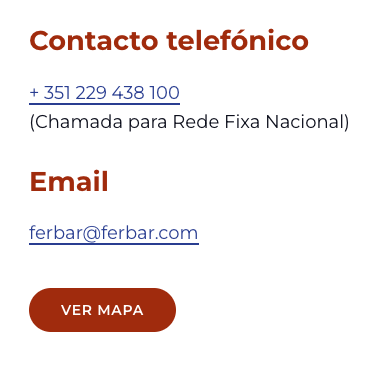 Contacto telefónico
+ 351 229 438 100
(Chamada para Rede Fixa Nacional)
Email
ferbar@ferbar.com
VER MAPA